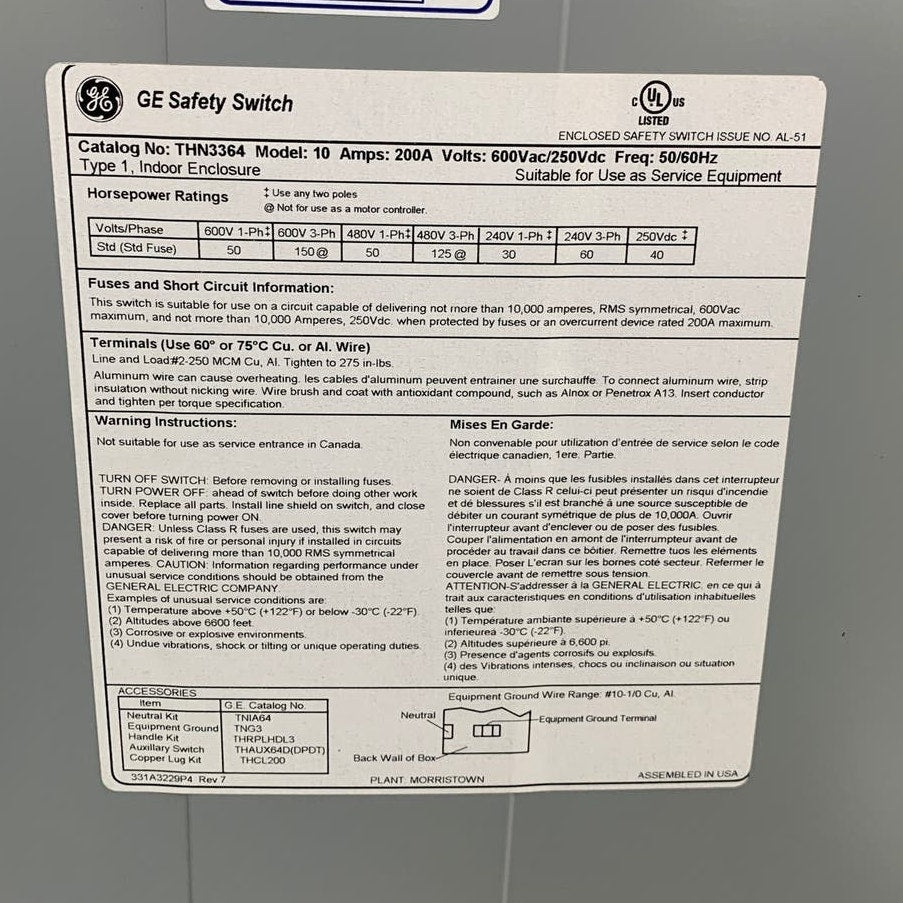 GE
GE Safety Switch
C UL US
LISTED
ENCLOSED SAFETY SWITCH ISSUE NO. AL-51
Catalog No: THN3364 Model: 10 Amps: 200A Volts: 600Vac/250Vdc Freq: 50/60Hz
Type 1, Indoor Enclosure Suitable for Use as Service Equipment
Horsepower Ratings ‡ Use any two poles
@ Not for use as a motor controller.
Volts/Phase 600V 1-Ph‡ 600V 3-Ph 480V 1-Ph‡ 480V 3-Ph 240V 1-Ph ‡ 240V 3-Ph 250Vdc ‡
Std (Std Fuse) 50 150@ 50 125@ 30 60 40
Fuses and Short Circuit Information:
This switch is suitable for use on a circuit capable of delivering not more than 10,000 amperes, RMS symmetrical, 600Vac
maximum, and not more than 10,000 Amperes, 250Vdc. when protected by fuses or an overcurrent device rated 200A maximum.
Terminals (Use 60° or 75°C Cu. or Al. Wire)
Line and Load:#2-250 MCM Cu, Al. Tighten to 275 in-lbs.
Aluminum wire can cause overheating. les cables d'aluminum peuvent entrainer une surchauffe. To connect aluminum wire, strip
insulation without nicking wire. Wire brush and coat with antioxidant compound, such as Alnox or Penetrox A13. Insert conductor
and tighten per torque specification.
Warning Instructions:
Not suitable for use as service entrance in Canada.
TURN OFF SWITCH: Before removing or installing fuses.
TURN POWER OFF: ahead of switch before doing other work
inside. Replace all parts. Install line shield on switch, and close
cover before turning power ON.
DANGER: Unless Class R fuses are used, this switch may
present a risk of fire or personal injury if installed in circuits
capable of delivering more than 10,000 RMS symmetrical
amperes. CAUTION: Information regarding performance under
unusual service conditions should be obtained from the
GENERAL ELECTRIC COMPANY.
Examples of unusual service conditions are:
(1) Temperature above +50°C (+122°F) or below -30°C (-22°F).
(2) Altitudes above 6600 feet.
(3) Corrosive or explosive environments.
(4) Undue vibrations, shock or tilting or unique operating duties.
Mises En Garde:
Non convenable pour utilization d'entrée de service selon le code
électrique canadien, 1ere. Partie.
DANGER- À moins que les fusibles installés dans cet interrupteur
ne soient de Class R celui-ci peut présenter un risqui d'incendie
et dé blessures s'il est branché à une source susceptible de
débiter un courant symétrique de plus de 10,000A. Ouvrir
l'interrupteur avant d'enclever ou de poser des fusibles.
Couper l'alimentation en amont de l'interrumpteur avant de
procéder au travail dans ce bôitier. Remettre tuos les eléments
en place. Poser L'ecran sur les bornes coté secteur. Refermer le
couvercle avant de remettre sous tension.
ATTENTION-S'addresser à la GENERAL ELECTRIC. en ce qui à
trait aux caracteristiques en conditions d'utilisation inhabituelles
telles que:
(1) Température ambiante supérieure à +50°C (+122°F) ou
inferieurea -30°C (-22°F).
(2) Altitudes supérieure à 6,600 pi.
(3) Presence d'agents corrosifs ou explosifs.
(4) des Vibrations intenses, chocs ou inclinaison ou situation
unique.
ACCESSORIES
Item G.E. Catalog No.
Neutral Kit TNIA64
Equipment Ground TNG3
Handle Kit THRPLHDL3
Auxillary Switch THAUX64D(DPDT)
Copper Lug Kit THCL200
331A3229P4 Rev 7
Equipment Ground Wire Range: #10-1/0 Cu, Al.
Neutral
Equipment Ground Terminal
Back Wall of Box
PLANT: MORRISTOWN
ASSEMBLED IN USA